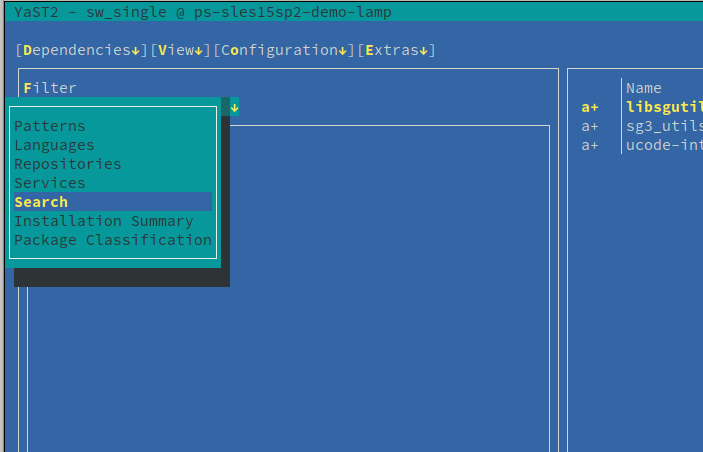 YaST2 - sw_single @ ps-sles15sp2-demo-lamp
[Dependencies↓][View↓][Configuration↓][Extras↓]
Filter
↓
Patterns
Languages
Repositories
Services
Search
Installation Summary
Package Classification
Name
a+ libsgutil
a+ sg3_utils
a+ ucode-int